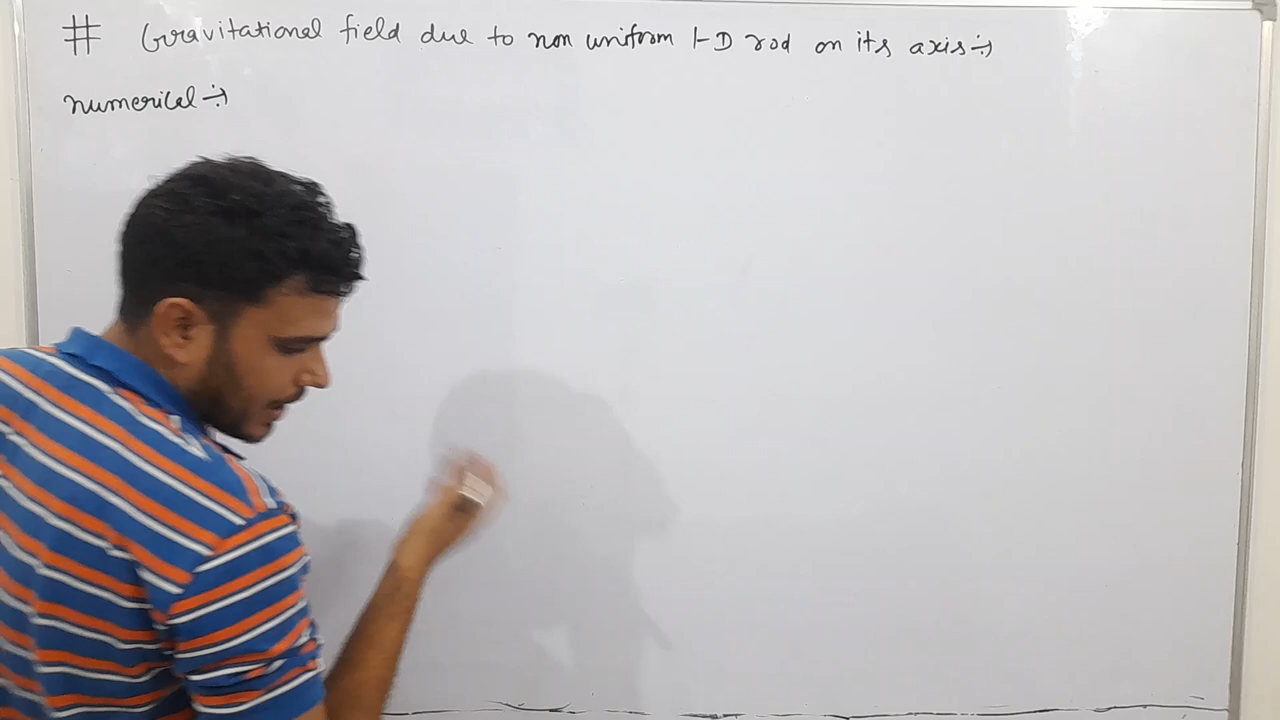 # Gravitational field due to non uniform 1-D rod on its axis ÷
numerical ÷